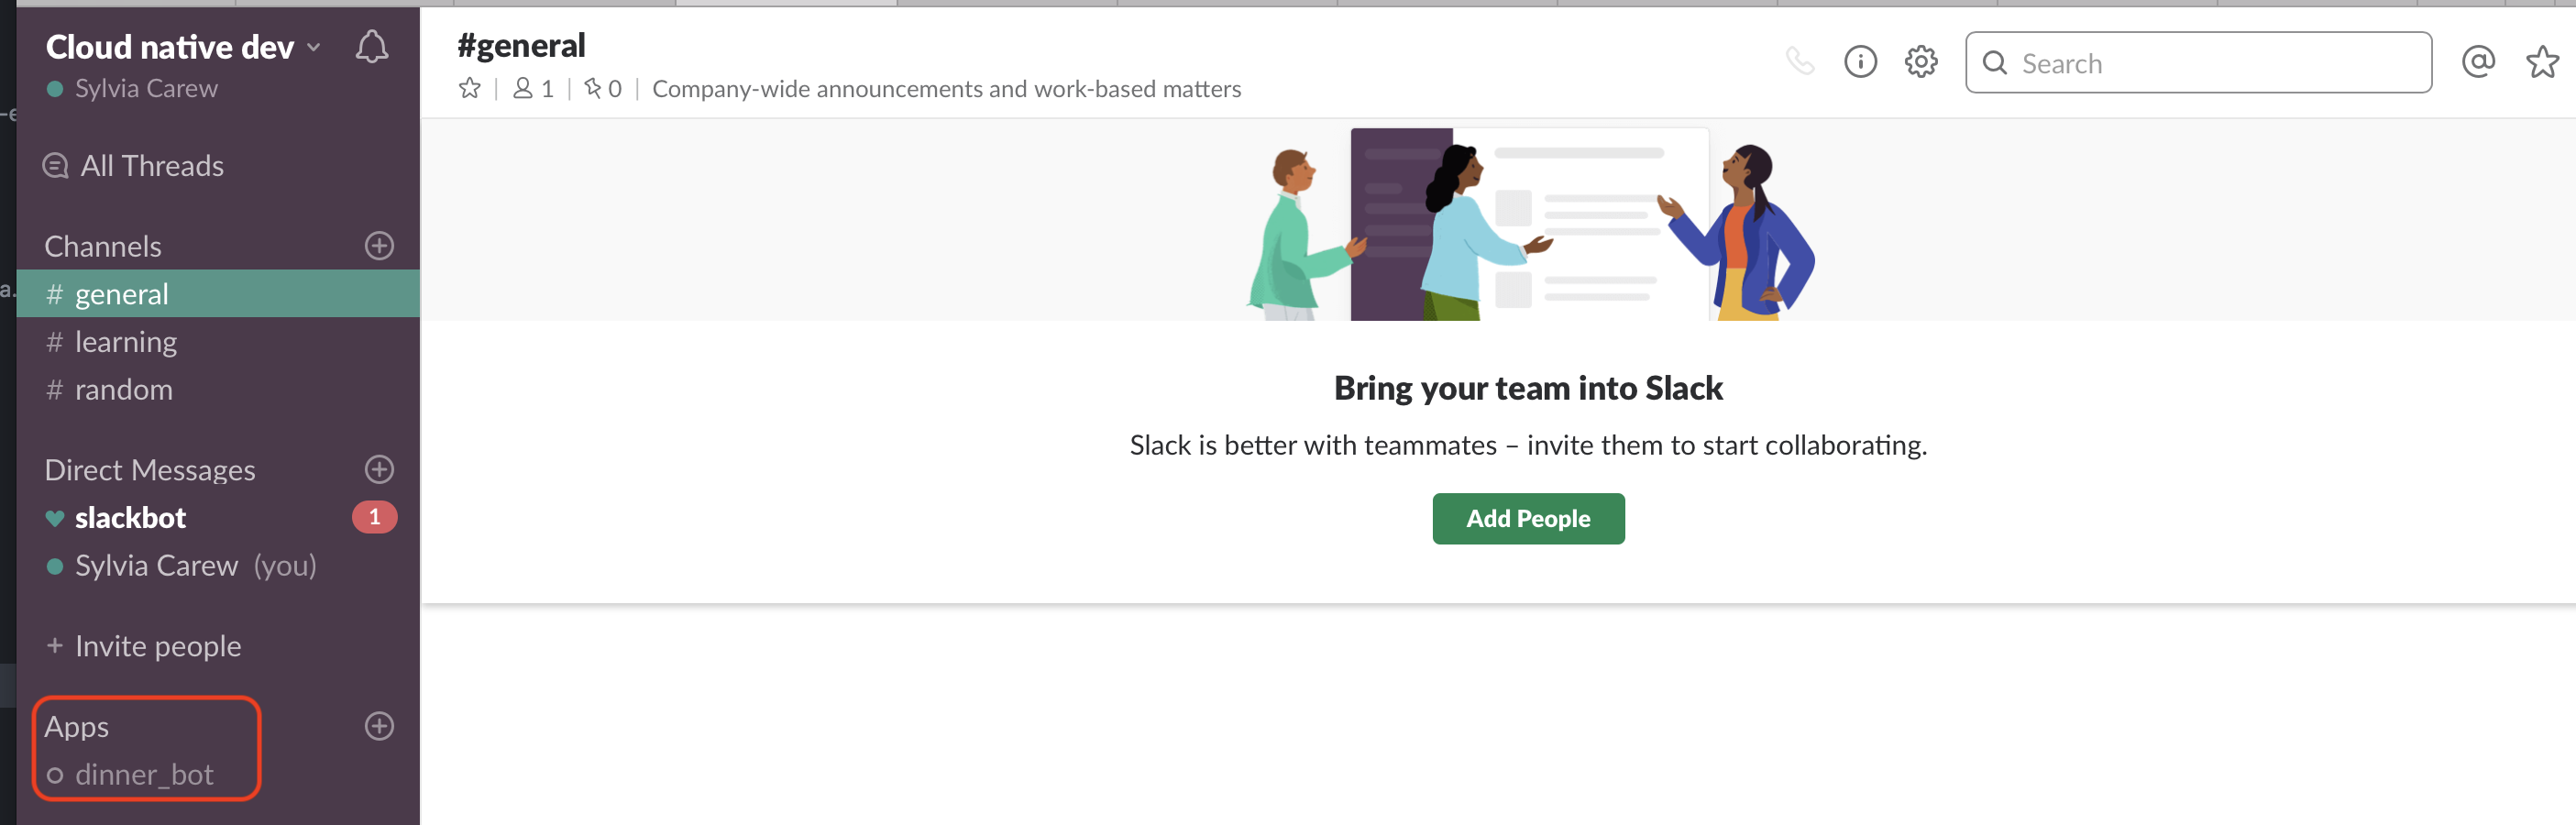 Cloud native dev
Sylvia Carew
All Threads
Channels
# general
# learning
# random
Direct Messages
slackbot 1
Sylvia Carew (you)
+ Invite people
Apps
dinner_bot
#general
1 | 0 | Company-wide announcements and work-based matters
Search
Bring your team into Slack
Slack is better with teammates – invite them to start collaborating.
Add People